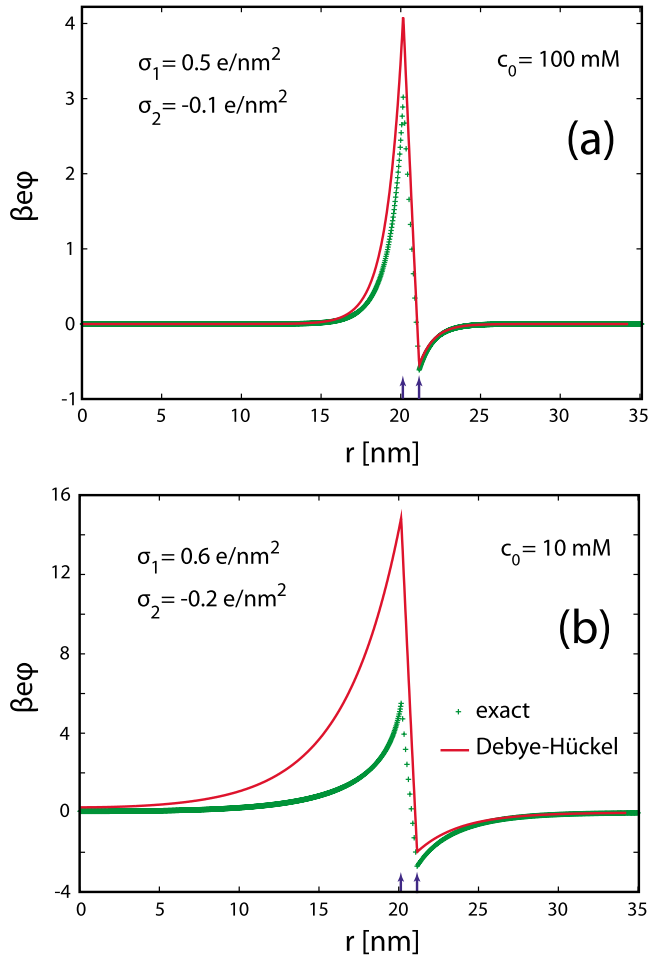 4
3
2
1
0
-1
βeφ
σ₁= 0.5 e/nm²
σ₂= -0.1 e/nm²
c₀= 100 mM
(a)
0 5 10 15 20 25 30 35
r [nm]
16
12
8
4
0
-4
βeφ
σ₁= 0.6 e/nm²
σ₂= -0.2 e/nm²
c₀= 10 mM
(b)
exact
Debye-Hückel
0 5 10 15 20 25 30 35
r [nm]